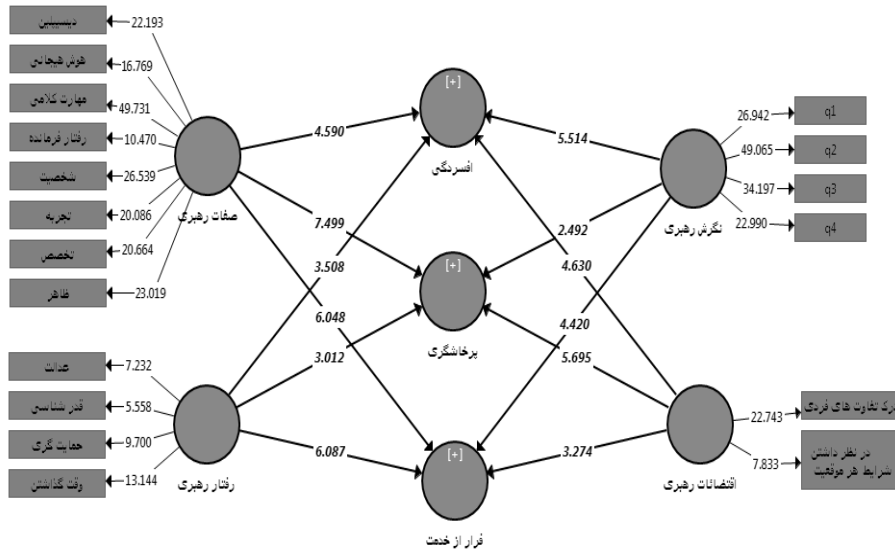 دیسیپلین
22.193
هوش هیجانی
16.769
مهارت کلامی
49.731
رفتار فرمانده
10.470
شخصیت
26.539
تجربه
20.086
تخصص
20.664
ظاهر
23.019
صفات رهبری
عدالت
7.232
قدر شناسی
5.558
حمایت گری
9.700
وقت گذاشتن
13.144
رفتار رهبری
[+]
افسردگی
[+]
پرخاشگری
[+]
فرار از خدمت
4.590
7.499
3.508
6.048
3.012
6.087
5.514
2.492
4.630
4.420
5.695
3.274
q1
26.942
q2
49.065
q3
34.197
q4
22.990
نگرش رهبری
درک تفاوت های فردی
22.743
در نظر داشتن
شرایط هر موقعیت
7.833
اقتضائات رهبری